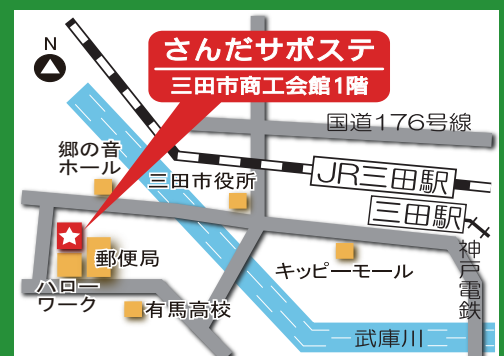 N
さんだサポステ
三田市商工会館1階
国道176号線
郷の音
ホール
三田市役所
JR三田駅
三田駅
郵便局
キッピーモール
神戸電鉄
ハロー
ワーク
有馬高校
武庫川